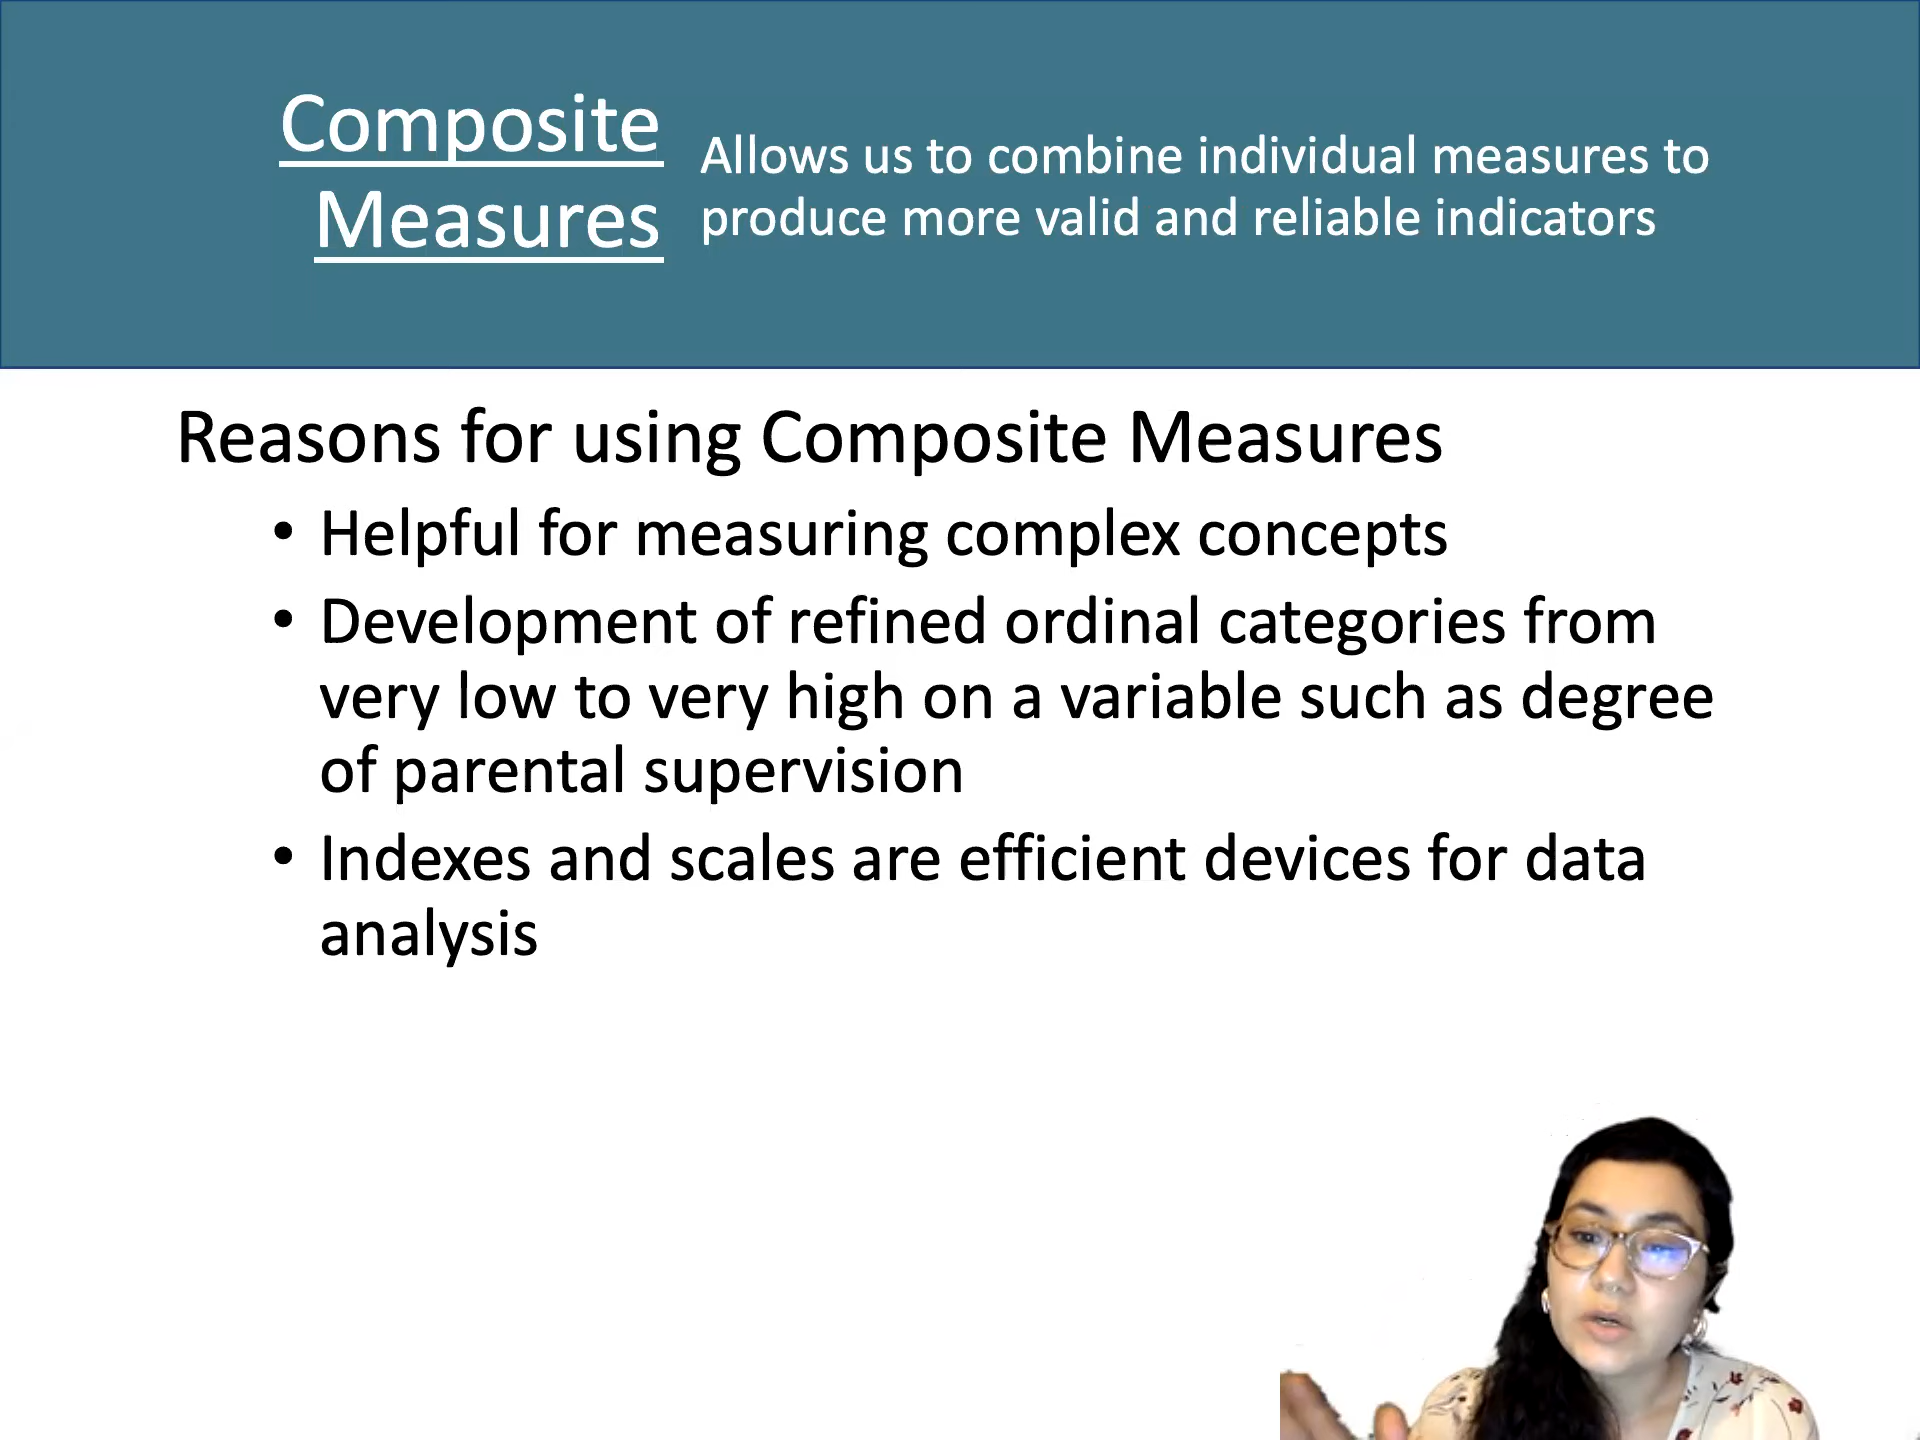 Composite
Measures
Allows us to combine individual measures to
produce more valid and reliable indicators
Reasons for using Composite Measures
• Helpful for measuring complex concepts
• Development of refined ordinal categories from
very low to very high on a variable such as degree
of parental supervision
• Indexes and scales are efficient devices for data
analysis